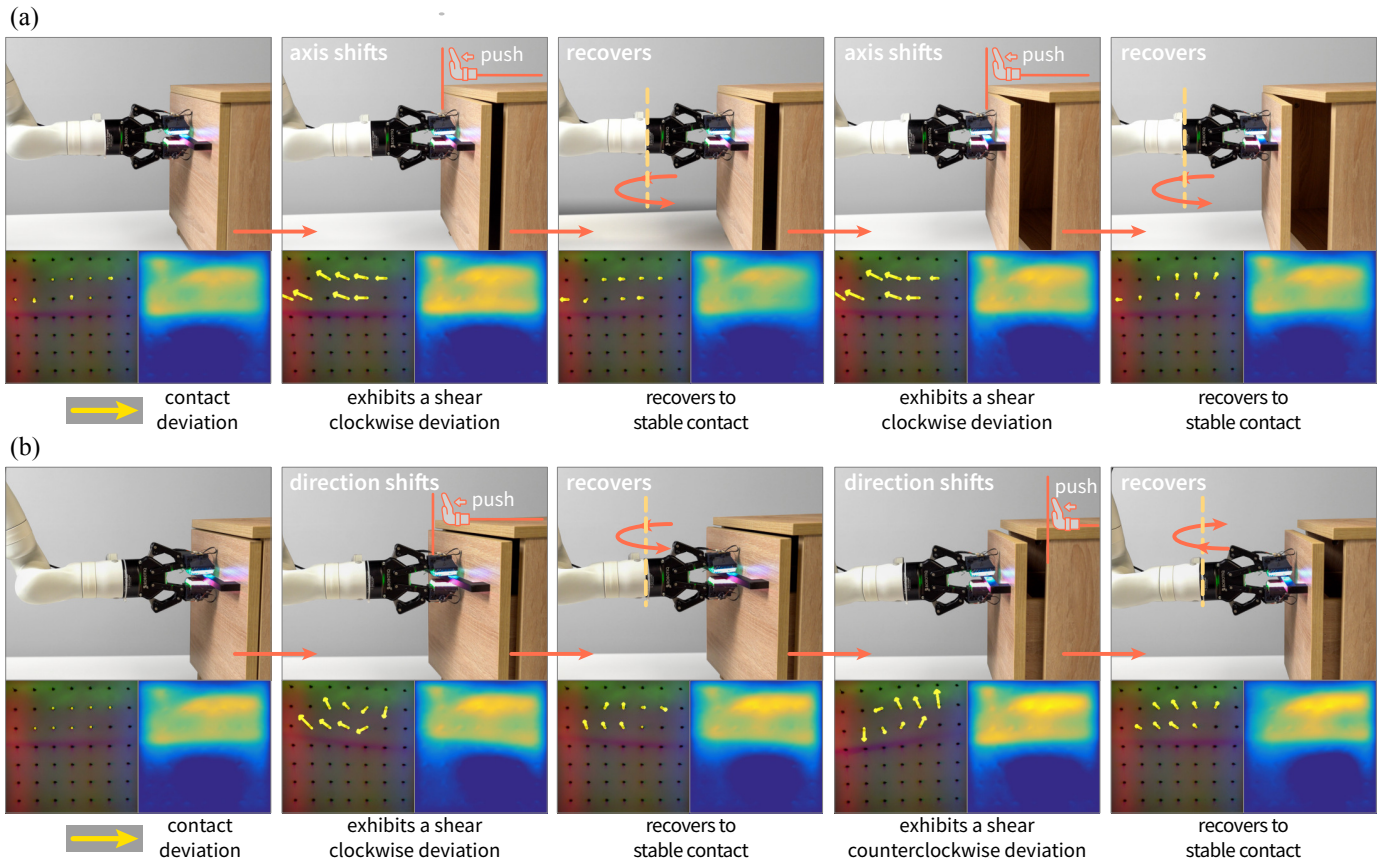 (a)
axis shifts
push
recovers
axis shifts
push
recovers
contact
deviation
exhibits a shear
clockwise deviation
recovers to
stable contact
exhibits a shear
clockwise deviation
recovers to
stable contact
(b)
direction shifts
push
recovers
direction shifts
push
recovers
contact
deviation
exhibits a shear
clockwise deviation
recovers to
stable contact
exhibits a shear
counterclockwise deviation
recovers to
stable contact